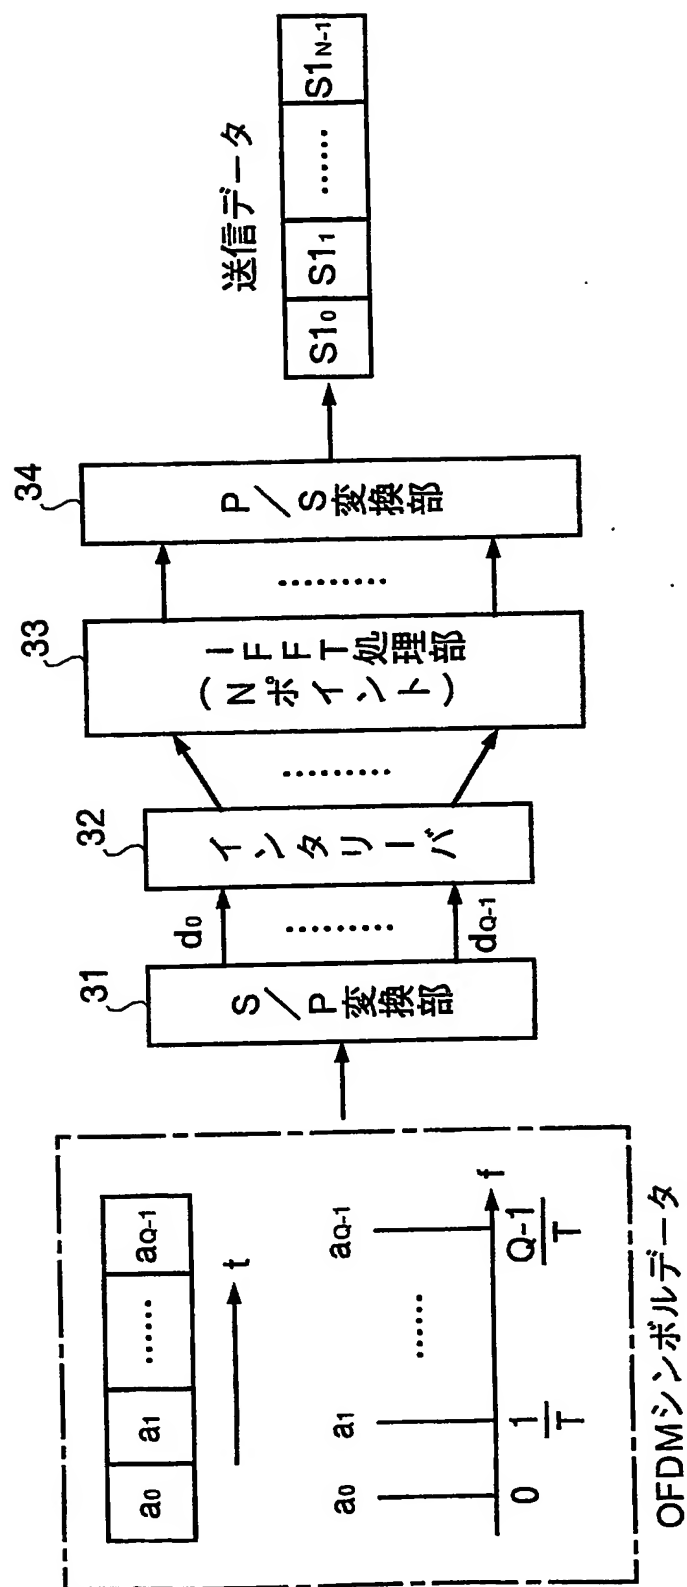 a0 a1 …… aQ-1
t
a0 a1 …… aQ-1
f
0 1/T Q-1/T
OFDMシンボルデータ
31
S/P変換部
d0
………
dQ-1
32
インタリーバ
………
33
IFFT処理部
(Nポイント)
………
34
P/S変換部
送信データ
S10 S11 …… S1N-1